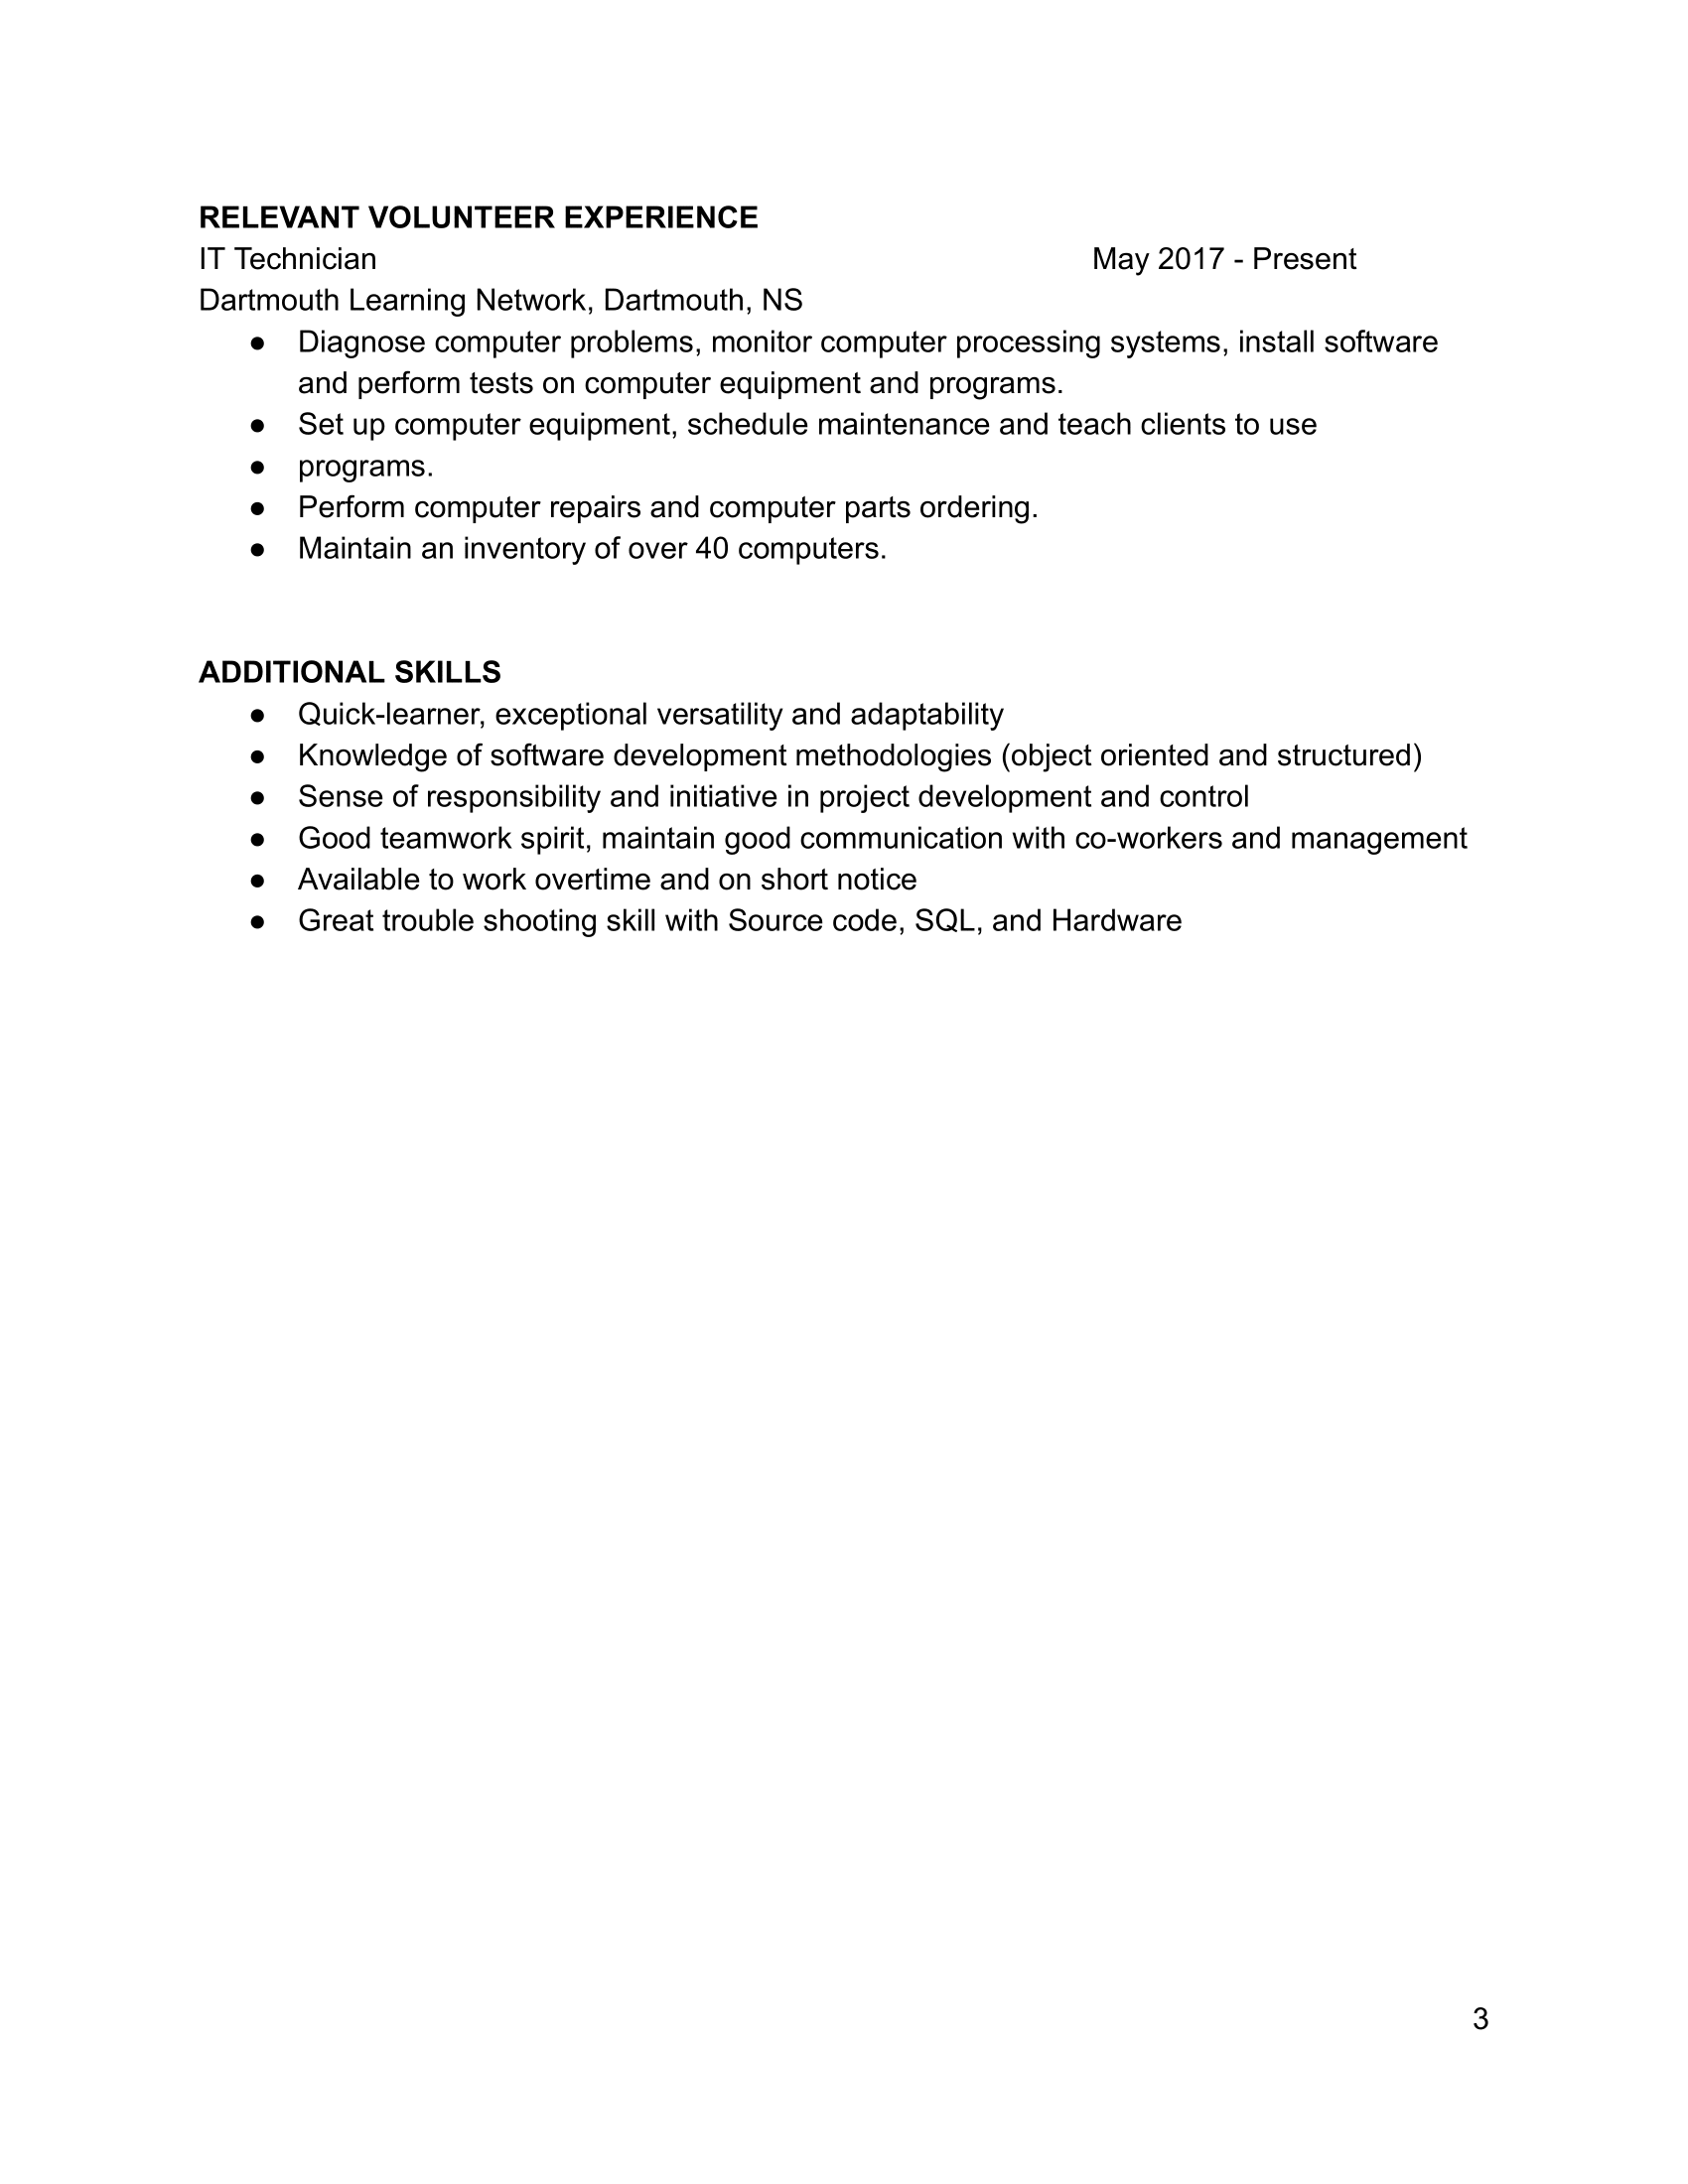 RELEVANT VOLUNTEER EXPERIENCE
IT Technician May 2017 - Present
Dartmouth Learning Network, Dartmouth, NS
● Diagnose computer problems, monitor computer processing systems, install software
and perform tests on computer equipment and programs.
● Set up computer equipment, schedule maintenance and teach clients to use
● programs.
● Perform computer repairs and computer parts ordering.
● Maintain an inventory of over 40 computers.
ADDITIONAL SKILLS
● Quick-learner, exceptional versatility and adaptability
● Knowledge of software development methodologies (object oriented and structured)
● Sense of responsibility and initiative in project development and control
● Good teamwork spirit, maintain good communication with co-workers and management
● Available to work overtime and on short notice
● Great trouble shooting skill with Source code, SQL, and Hardware
3